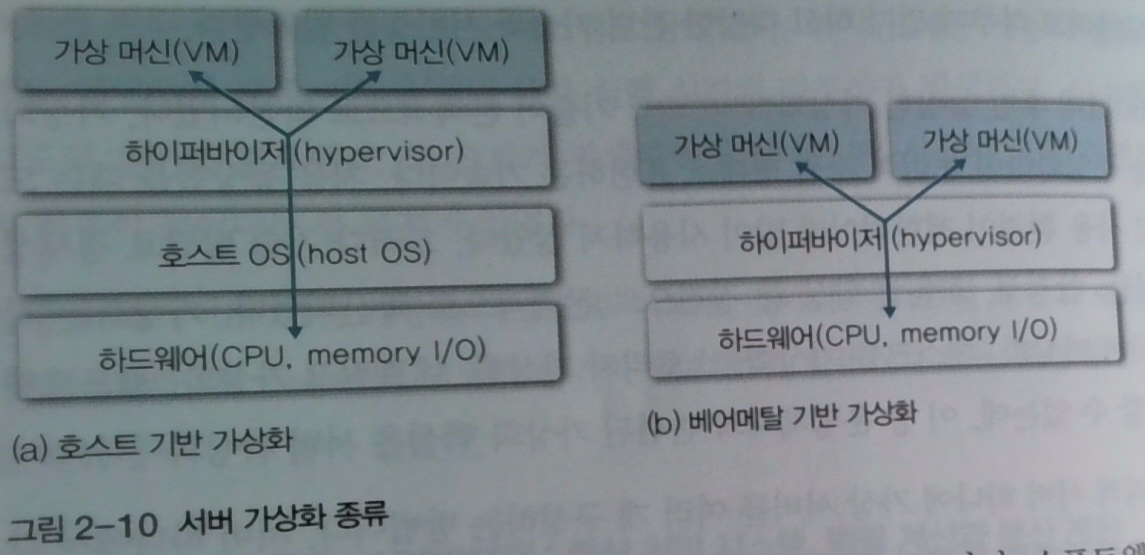 가상 머신(VM)
가상 머신(VM)
하이퍼바이저(hypervisor)
호스트 OS(host OS)
하드웨어(CPU, memory I/O)
(a) 호스트 기반 가상화
가상 머신(VM)
가상 머신(VM)
하이퍼바이저(hypervisor)
하드웨어(CPU, memory I/O)
(b) 베어메탈 기반 가상화
그림 2-10 서버 가상화 종류